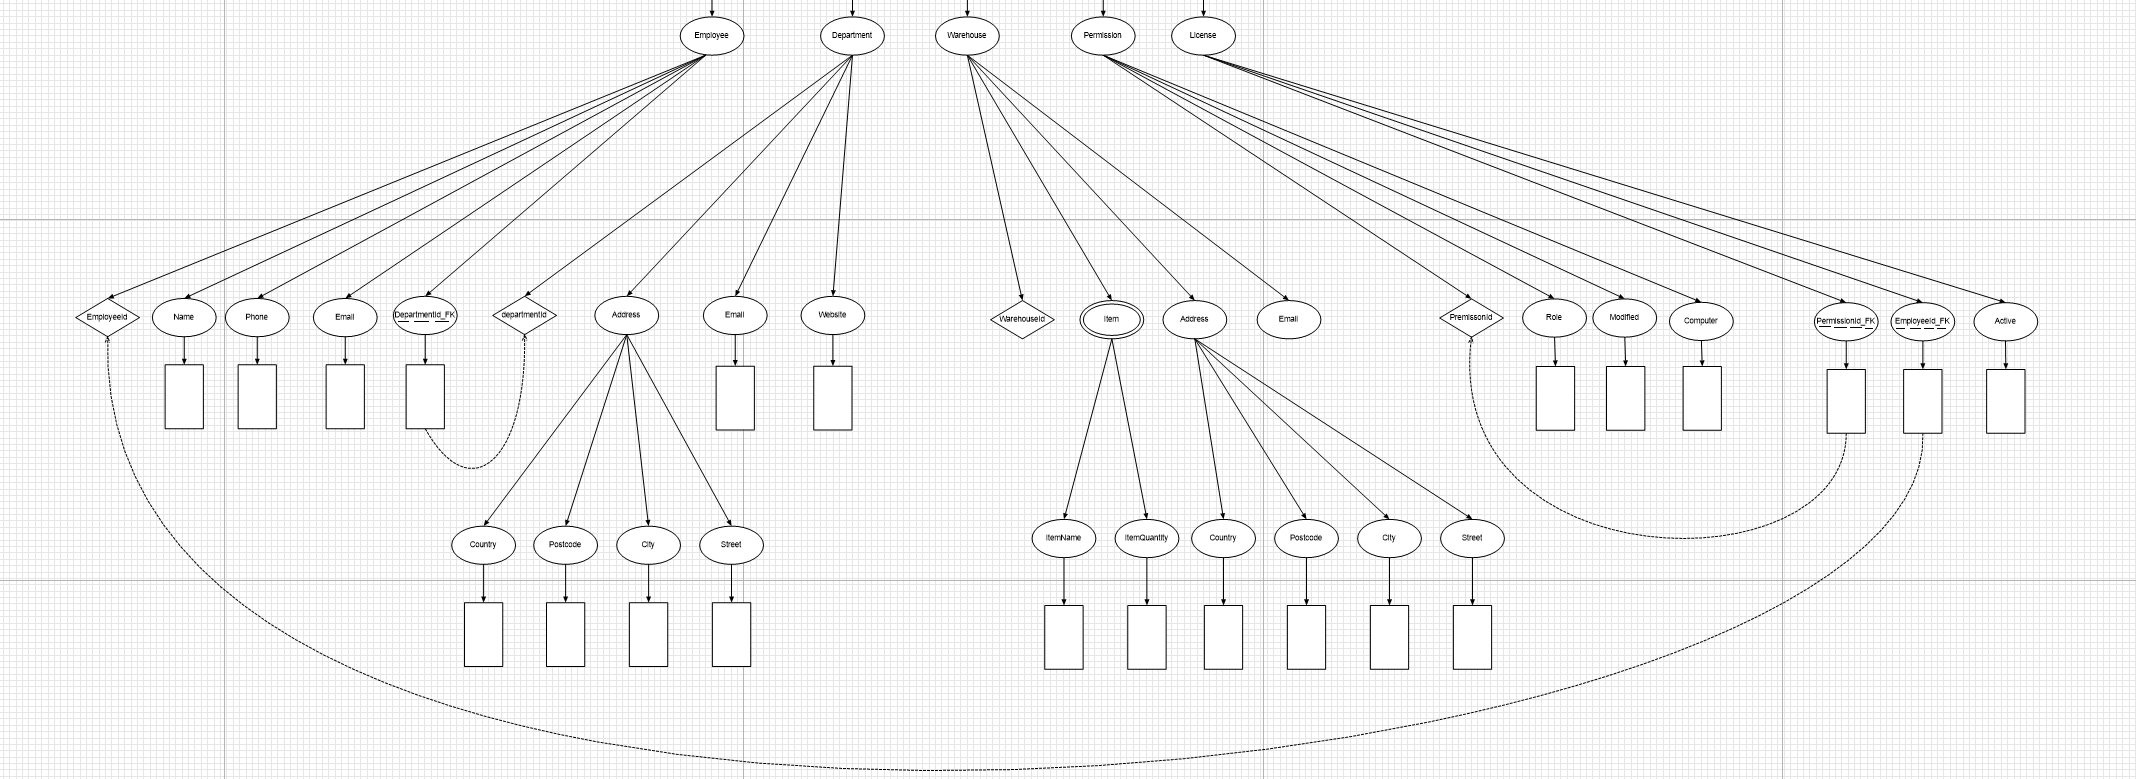 Employee
Department
Warehouse
Permission
License
EmployeeId
Name
Phone
Email
DepartmentId_FK
departmentId
Address
Email
Website
WarehouseId
Item
Address
Email
PremissonId
Role
Modified
Computer
PermissionId_FK
EmployeeId_FK
Active
Country
Postcode
City
Street
ItemName
ItemQuantity
Country
Postcode
City
Street